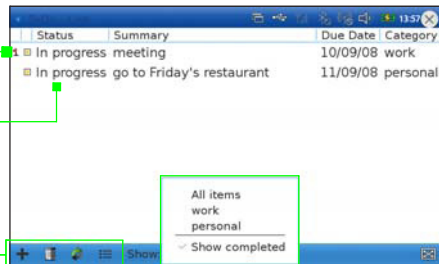 13:57
Status Summary Due Date Category
1 In progress meeting 10/09/08 work
In progress go to Friday's restaurant 11/09/08 personal
All items
work
personal
Show completed
Show: